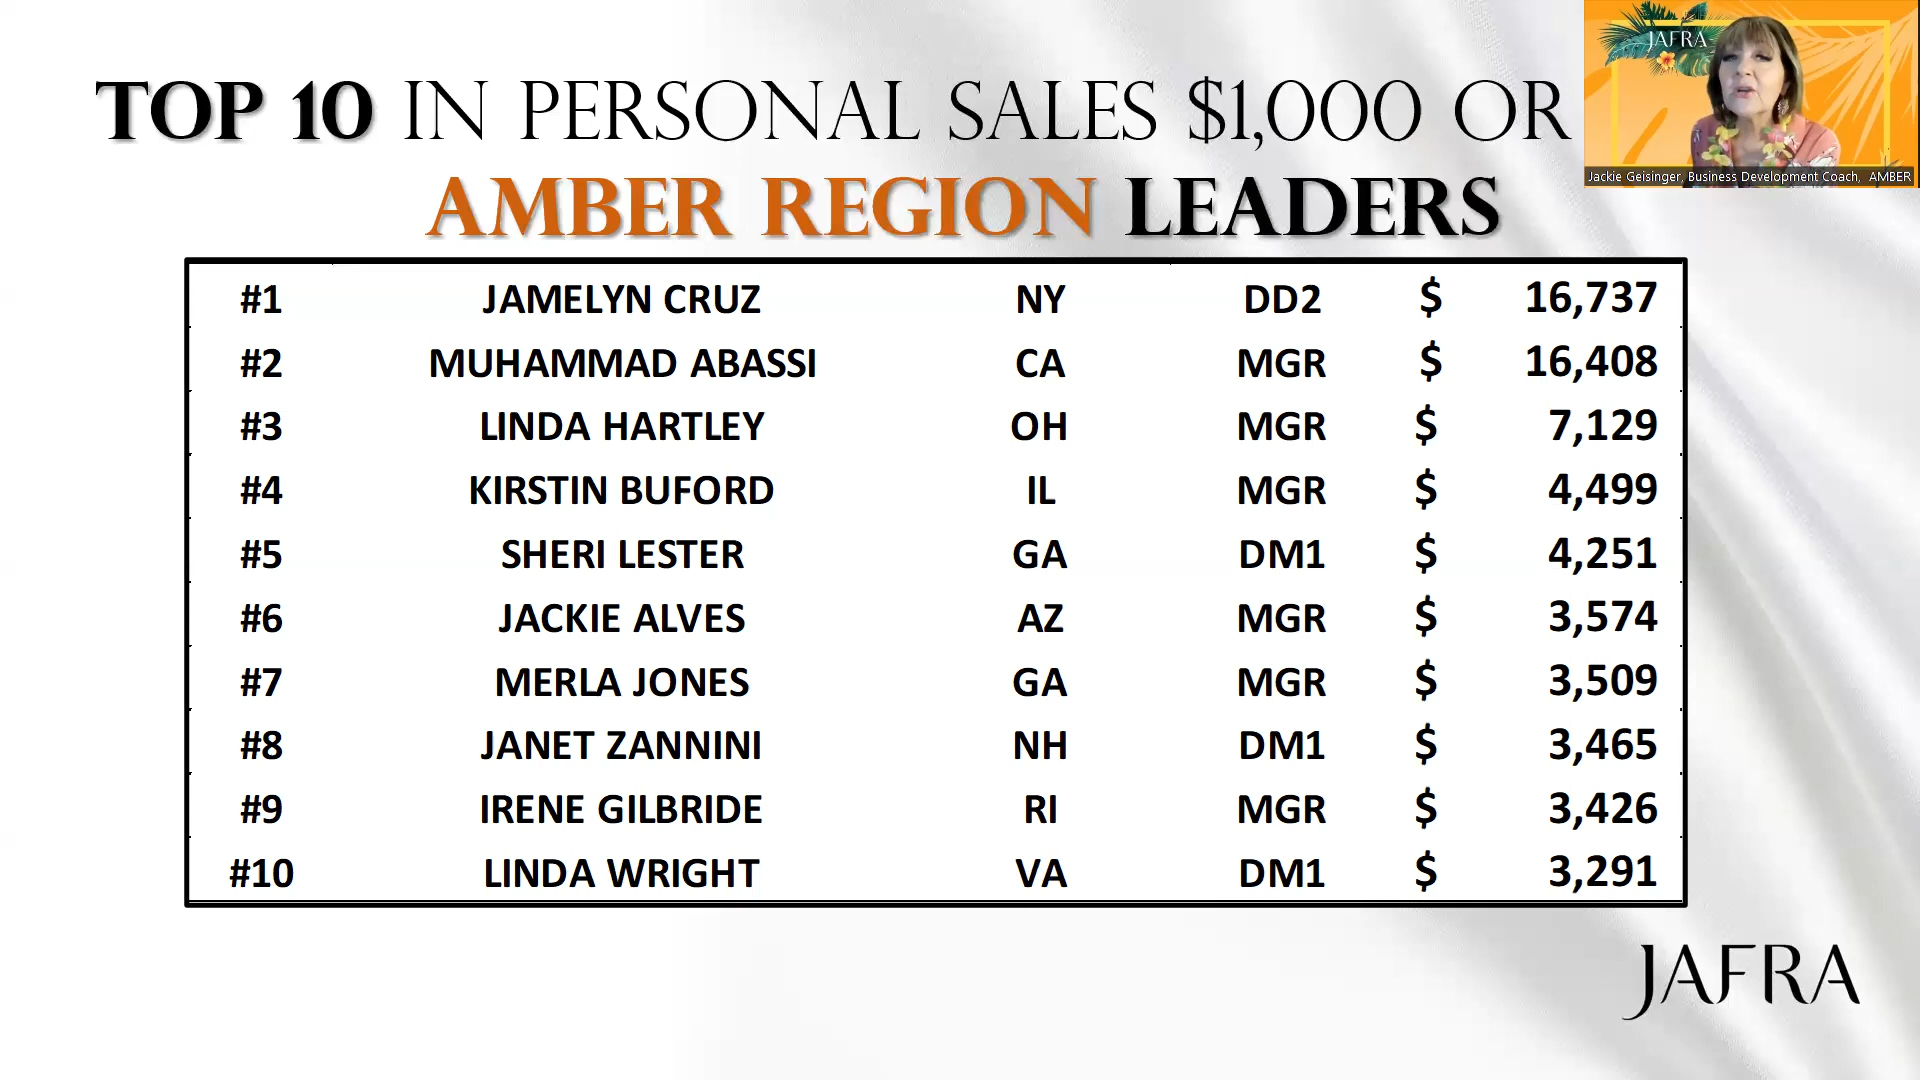 JAFRA
TOP 10 IN PERSONAL SALES $1,000 OR
Jackie Geisinger, Business Development Coach, AMBER
AMBER REGION LEADERS
#1 JAMELYN CRUZ NY DD2 $ 16,737
#2 MUHAMMAD ABASSI CA MGR $ 16,408
#3 LINDA HARTLEY OH MGR $ 7,129
#4 KIRSTIN BUFORD IL MGR $ 4,499
#5 SHERI LESTER GA DM1 $ 4,251
#6 JACKIE ALVES AZ MGR $ 3,574
#7 MERLA JONES GA MGR $ 3,509
#8 JANET ZANNINI NH DM1 $ 3,465
#9 IRENE GILBRIDE RI MGR $ 3,426
#10 LINDA WRIGHT VA DM1 $ 3,291
JAFRA